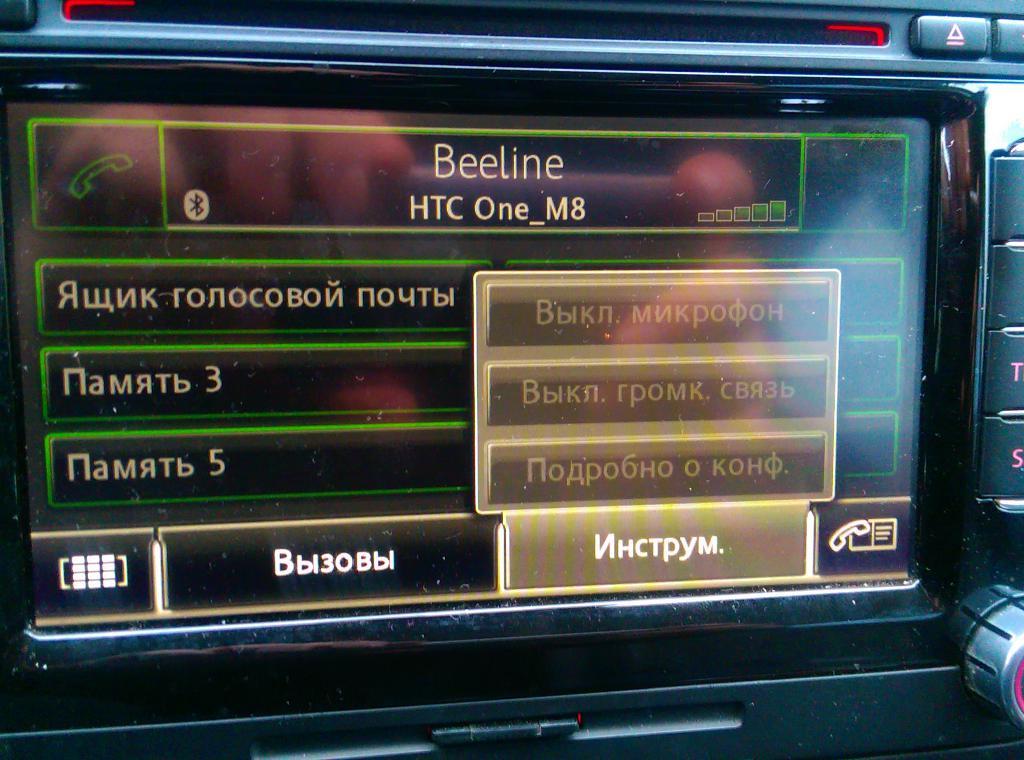 Beeline
HTC One_M8
Ящик голосовой почты
Выкл. микрофон
Память 3
Выкл. громк. связь
Память 5
Подробно о конф.
Вызовы
Инструм.
T
S